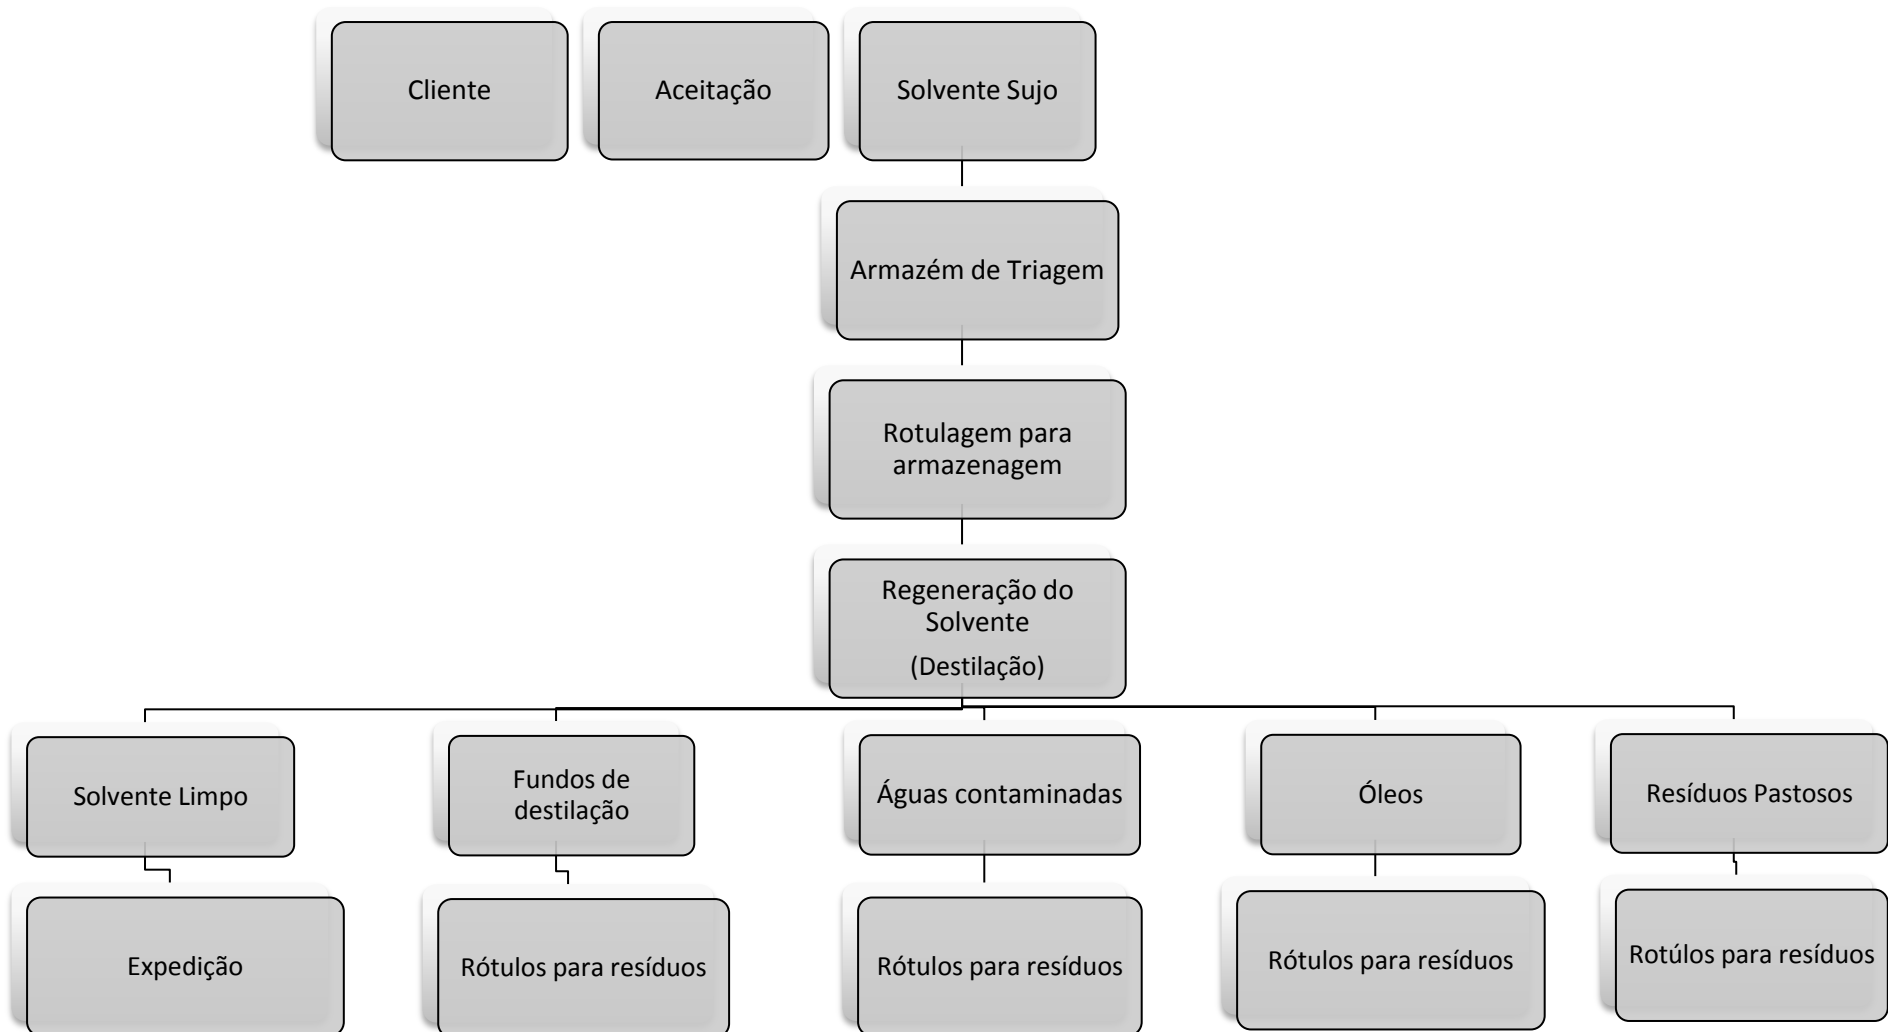 Cliente
Aceitação
Solvente Sujo
Armazém de Triagem
Rotulagem para
armazenagem
Regeneração do
Solvente
(Destilação)
Solvente Limpo
Fundos de
destilação
Águas contaminadas
Óleos
Resíduos Pastosos
Expedição
Rótulos para resíduos
Rótulos para resíduos
Rótulos para resíduos
Rotúlos para resíduos